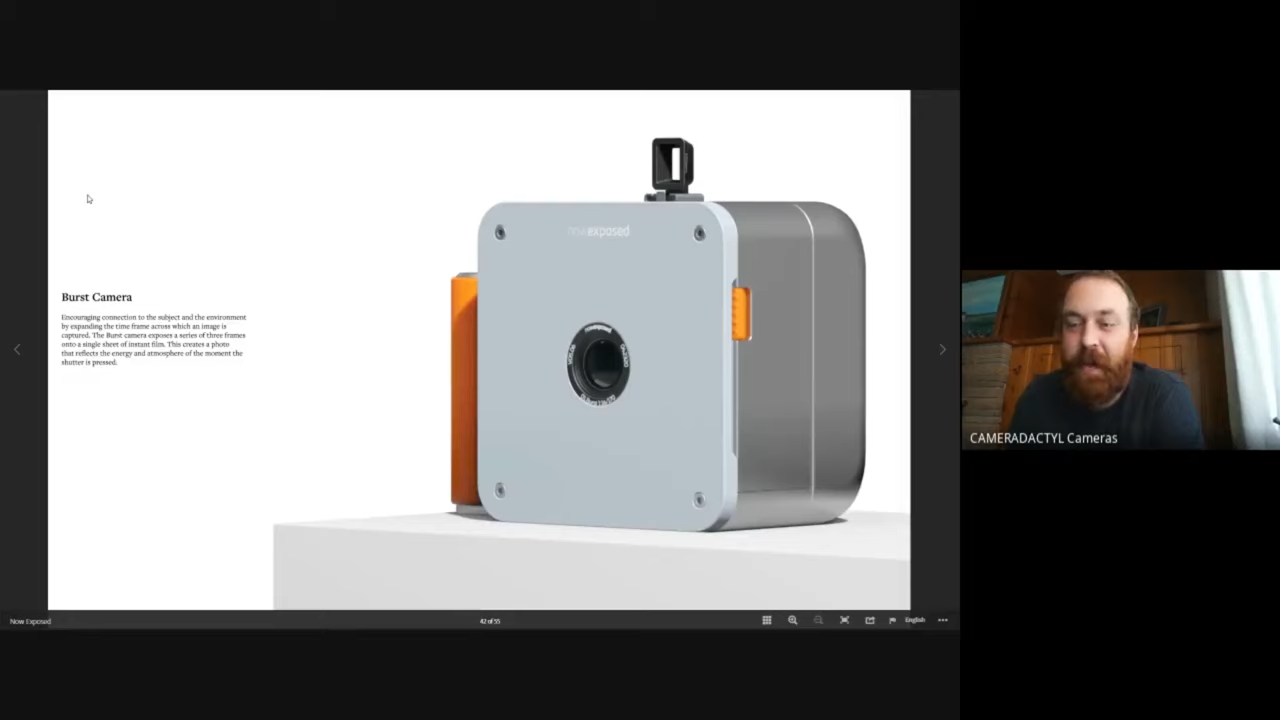 nowexposed
Burst Camera
Encouraging connection to the subject and the environment
by expanding the time frame across which an image is
captured. The Burst camera exposes a series of three frames
onto a single sheet of instant film. This creates a photo
that reflects the energy and atmosphere of the moment the
shutter is pressed.
CAMERADACTYL Cameras
Now Exposed
42 of 55
English